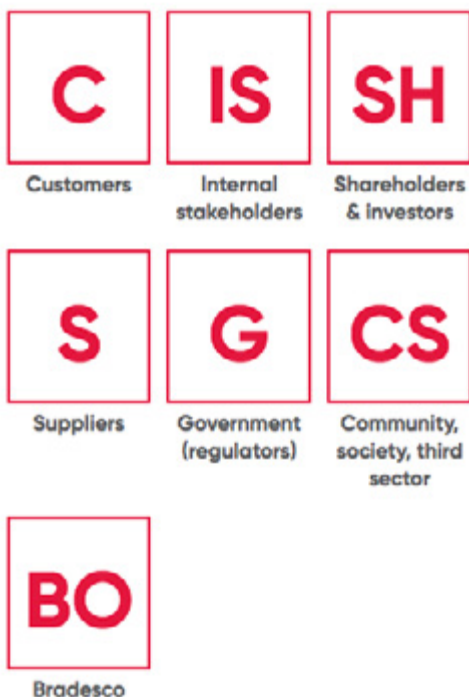 C IS SH
Customers Internal stakeholders Shareholders & investors
S G CS
Suppliers Government (regulators) Community, society, third sector
BO
Bradesco